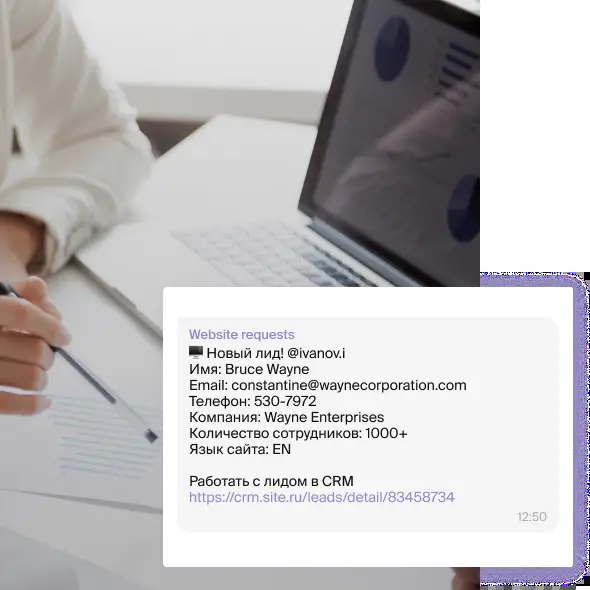 Website requests
🖥️ Новый лид! @ivanov.i
Имя: Bruce Wayne
Email: constantine@waynecorporation.com
Телефон: 530-7972
Компания: Wayne Enterprises
Количество сотрудников: 1000+
Язык сайта: EN
Работать с лидом в CRM
https://crm.site.ru/leads/detail/83458734
12:50